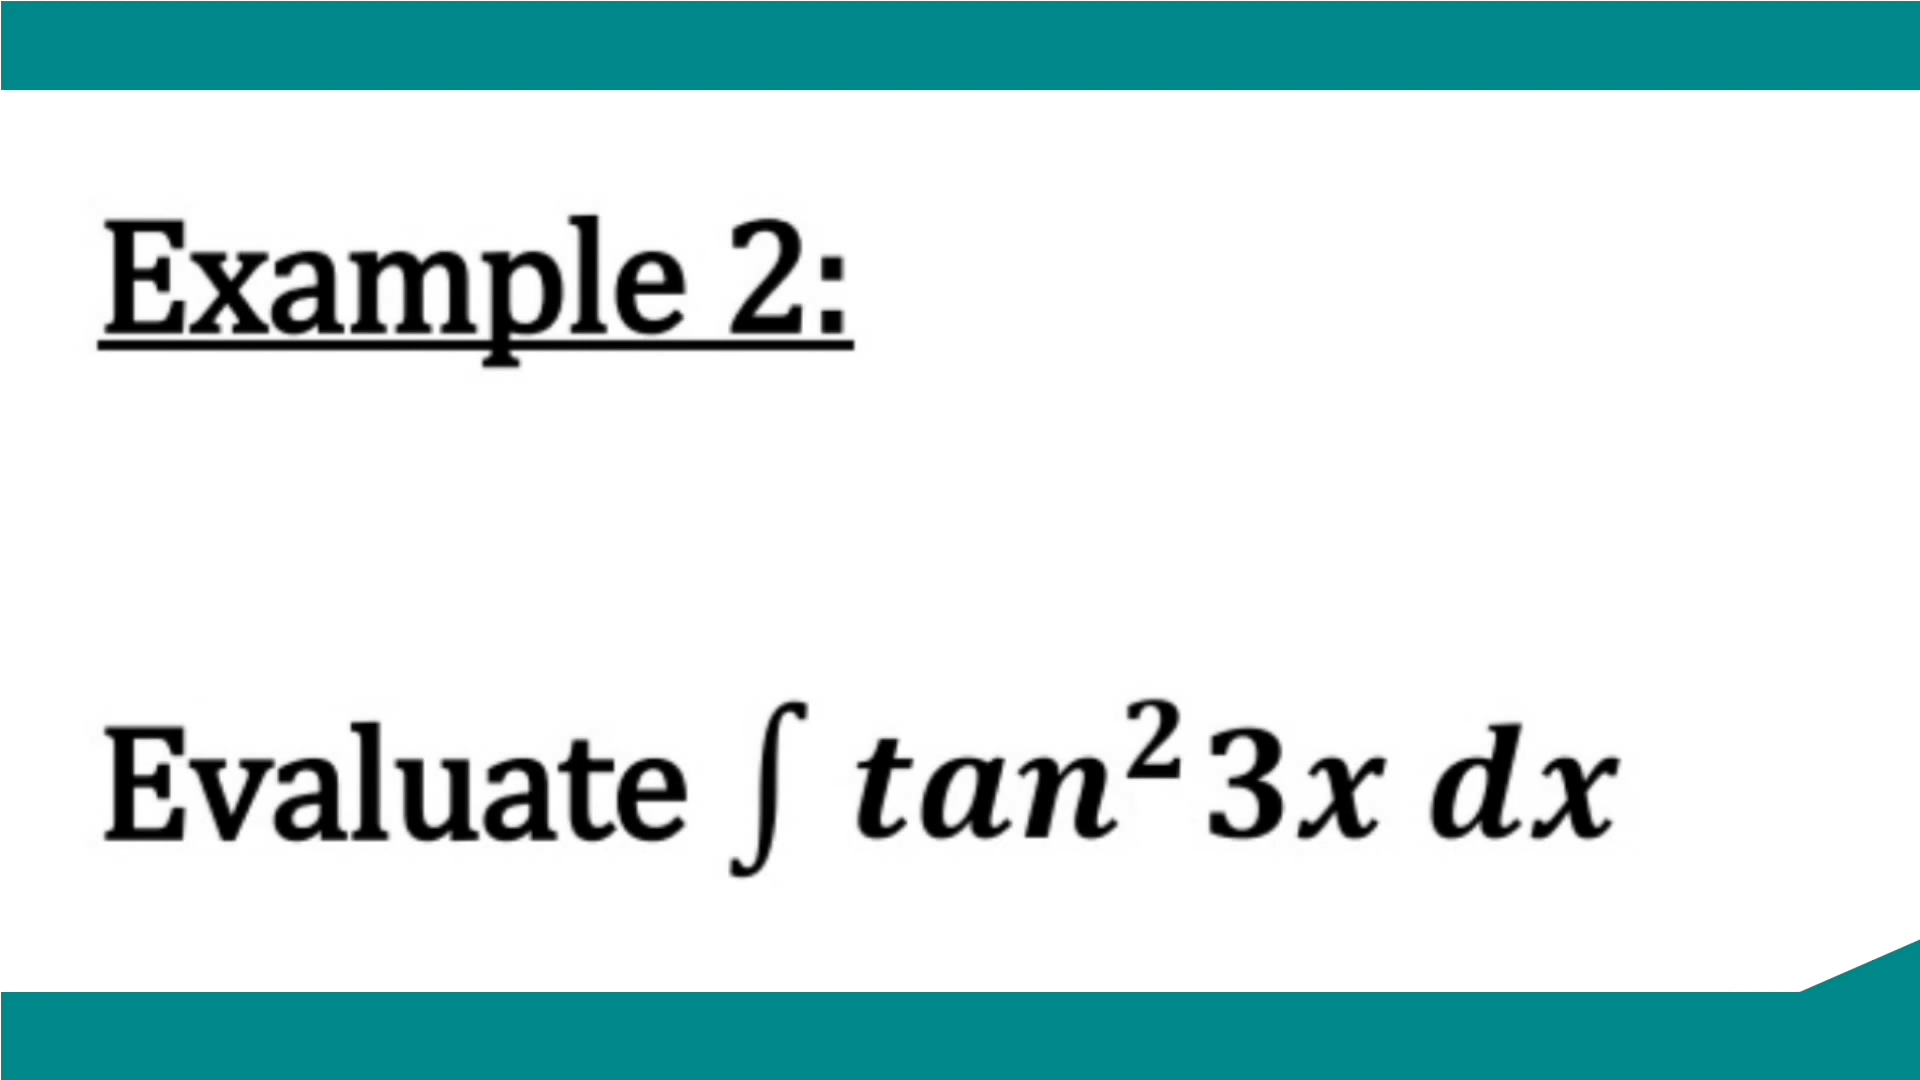 Example 2:
Evaluate ∫ tan²3x dx